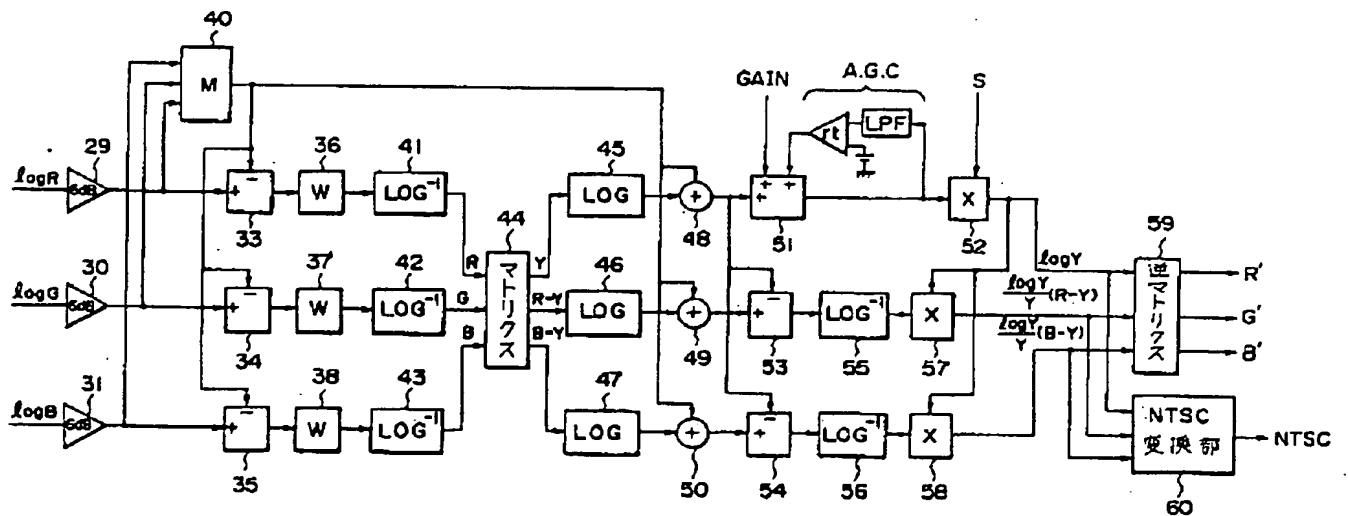 40
M
GAIN
A.G.C
S
rt
LPF
29
logR
6dB
+
-
33
36
W
41
LOG⁻¹
45
LOG
+
48
+
+
+
51
X
52
logY
44
マトリクス
R
G
B
Y
R-Y
B-Y
30
logG
6dB
+
-
34
37
W
42
LOG⁻¹
46
LOG
+
49
+
-
53
LOG⁻¹
55
X
57
logY/Y(R-Y)
logY/Y(B-Y)
59
逆マトリクス
R'
G'
B'
31
logB
6dB
+
-
35
38
W
43
LOG⁻¹
47
LOG
+
50
+
-
54
LOG⁻¹
56
X
58
NTSC
変換部
60
NTSC